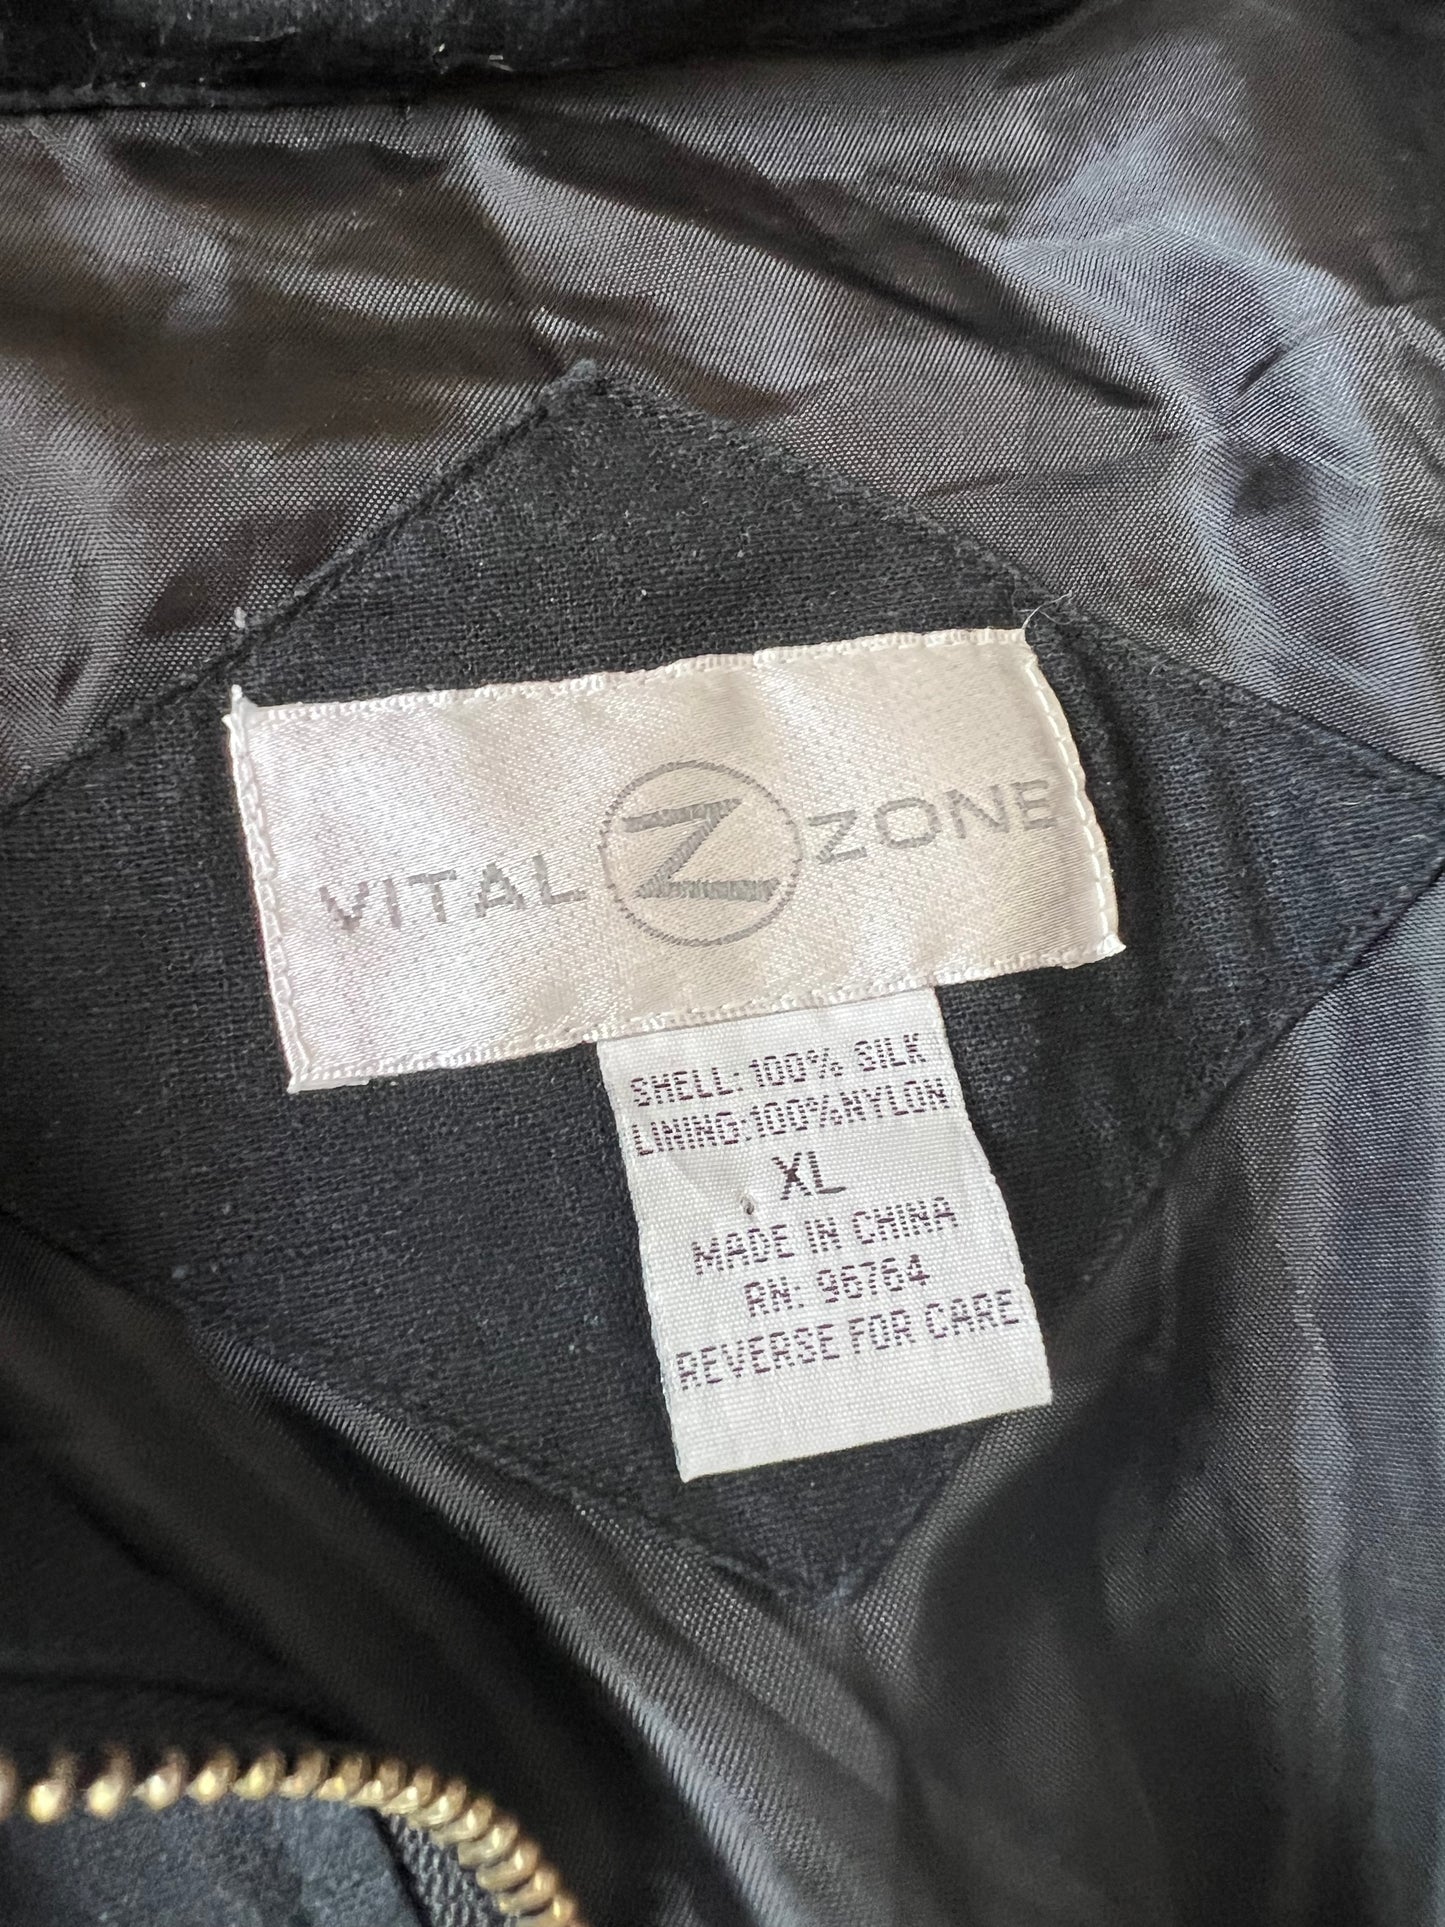 VITAL Z ZONE
SHELL: 100% SILK
LINING:100%NYLON
XL
MADE IN CHINA
RN: 96764
REVERSE FOR CARE